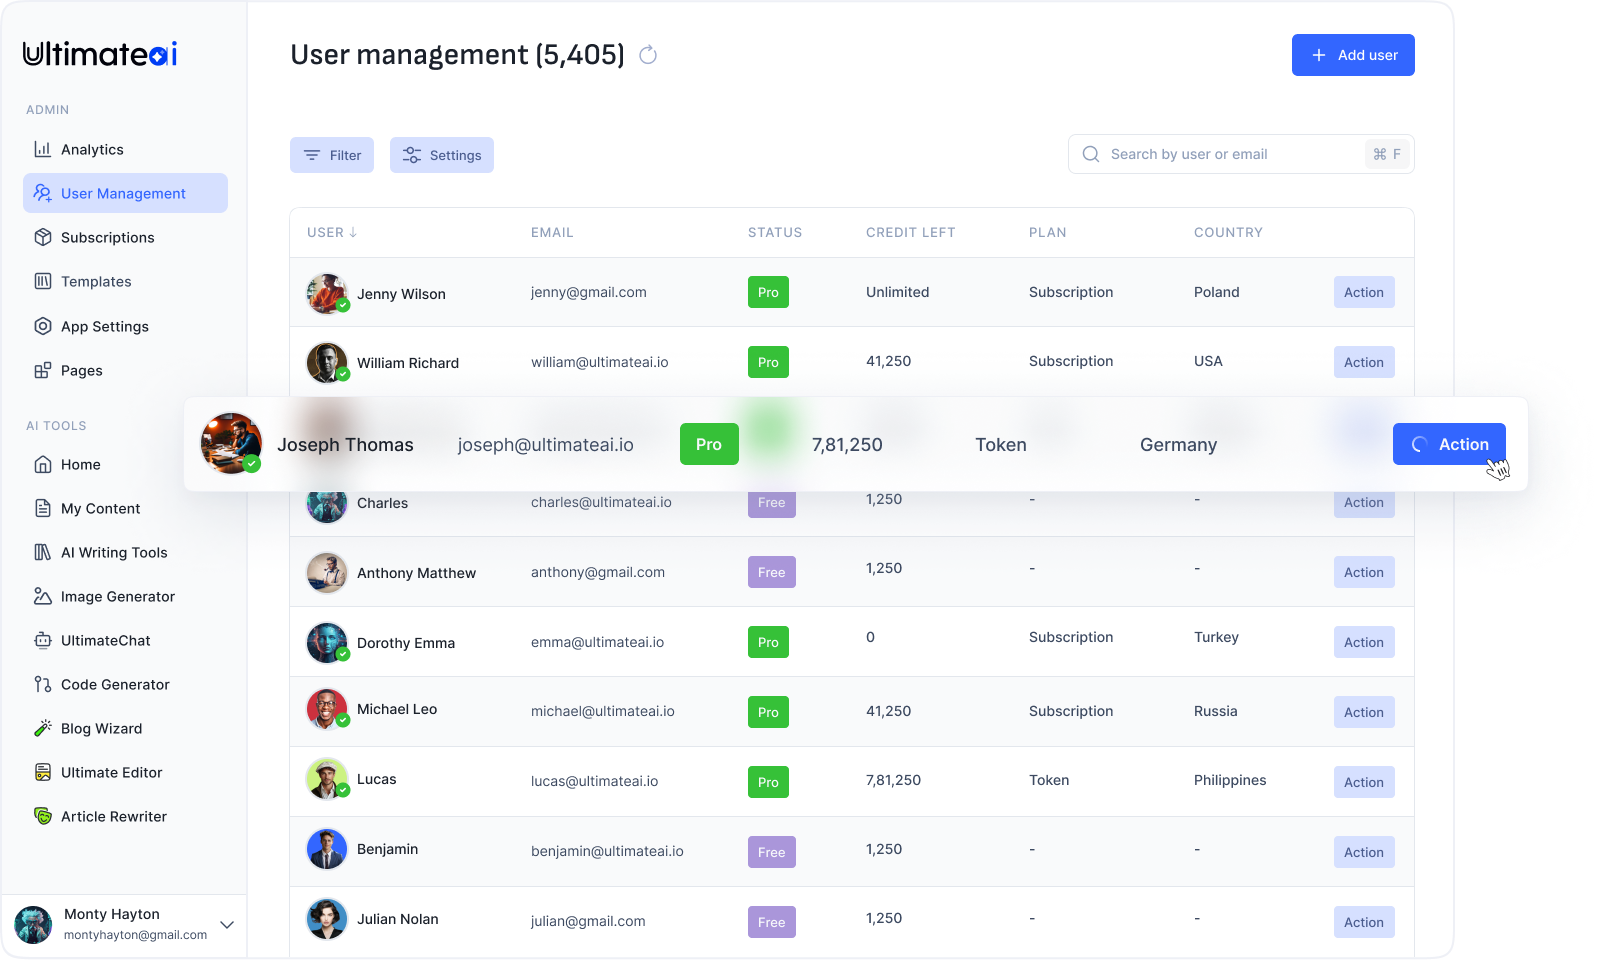 Ultimateai
ADMIN
Analytics
User Management
Subscriptions
Templates
App Settings
Pages
AI TOOLS
Home
My Content
AI Writing Tools
Image Generator
UltimateChat
Code Generator
Blog Wizard
Ultimate Editor
Article Rewriter
Monty Hayton
montyhayton@gmail.com
User management (5,405)
+ Add user
Filter
Settings
Search by user or email ⌘ F
USER ↓ EMAIL STATUS CREDIT LEFT PLAN COUNTRY
Jenny Wilson jenny@gmail.com Pro Unlimited Subscription Poland Action
William Richard william@ultimateai.io Pro 41,250 Subscription USA Action
Joseph Thomas joseph@ultimateai.io Pro 7,81,250 Token Germany Action
Charles charles@ultimateai.io Free 1,250 - - Action
Anthony Matthew anthony@gmail.com Free 1,250 - - Action
Dorothy Emma emma@ultimateai.io Pro 0 Subscription Turkey Action
Michael Leo michael@ultimateai.io Pro 41,250 Subscription Russia Action
Lucas lucas@ultimateai.io Pro 7,81,250 Token Philippines Action
Benjamin benjamin@ultimateai.io Free 1,250 - - Action
Julian Nolan julian@gmail.com Free 1,250 - - Action